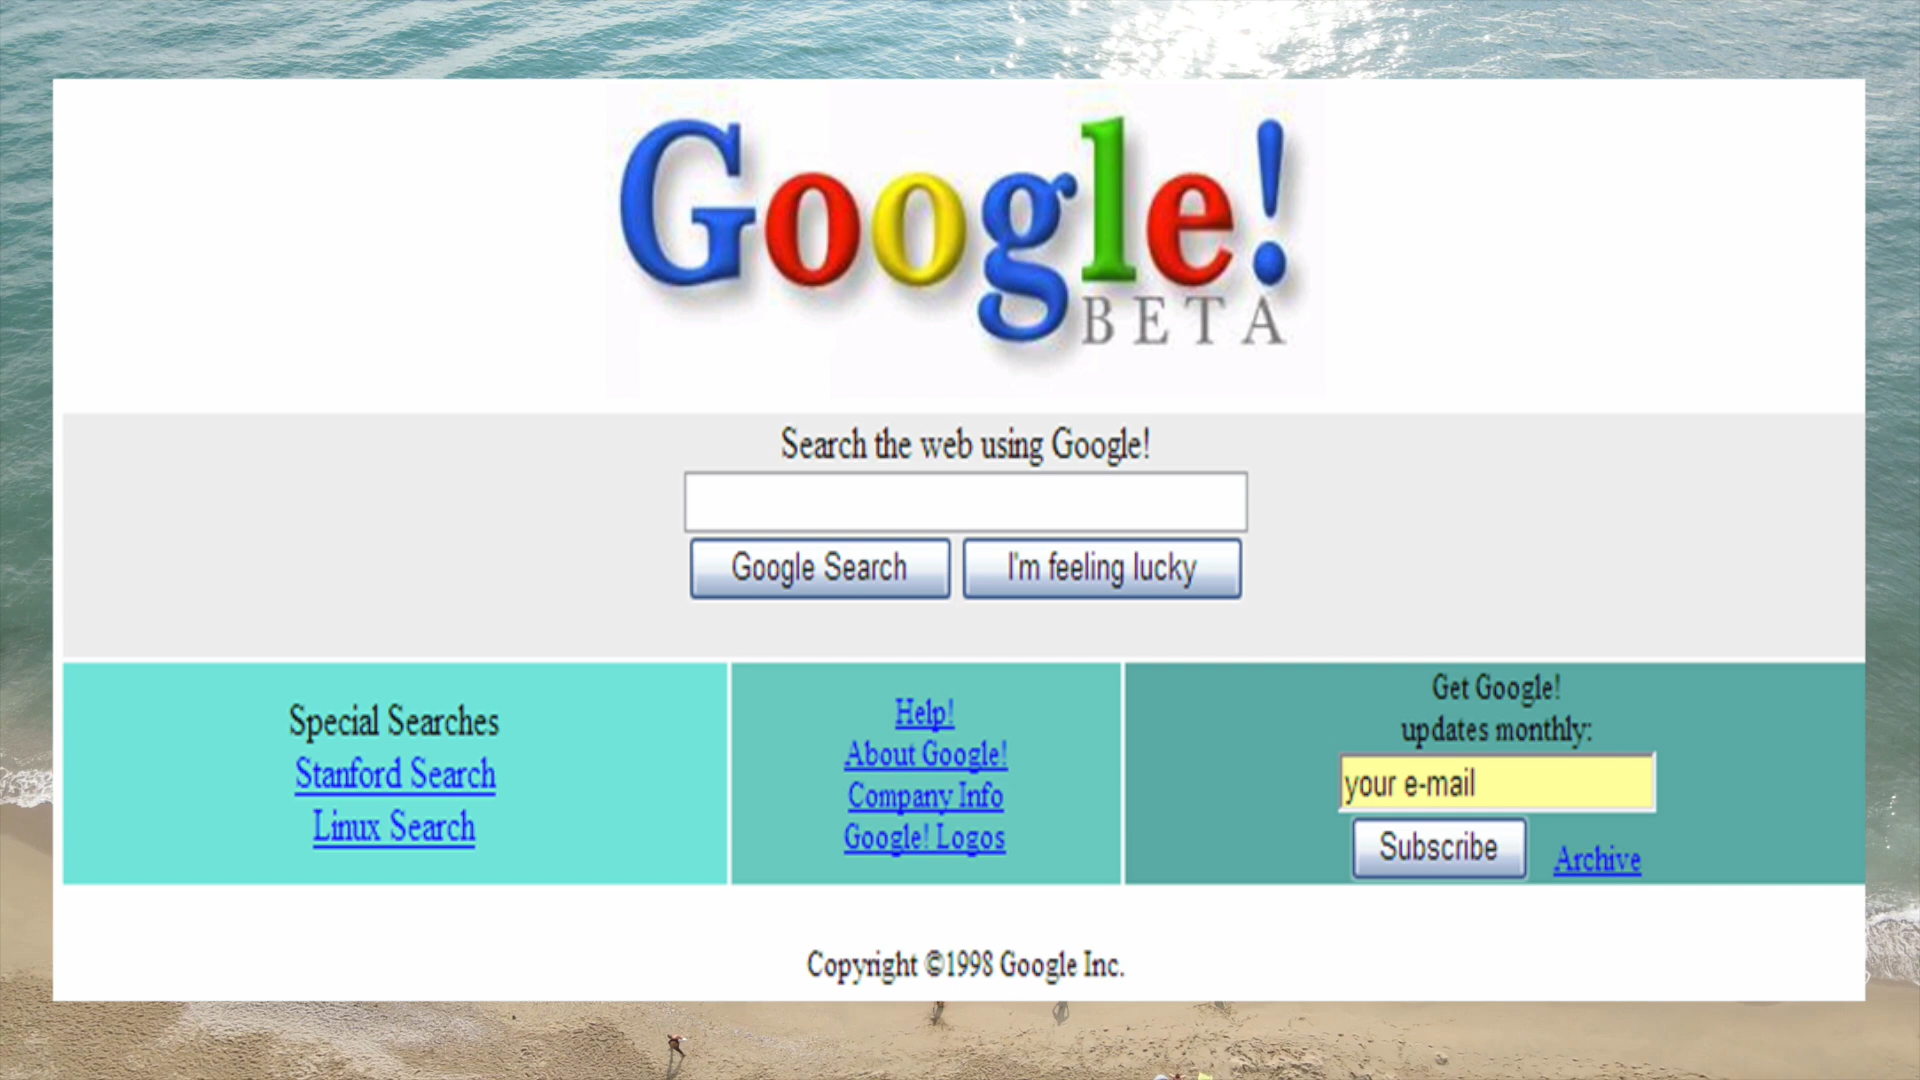 Google!
BETA
Search the web using Google!
Google Search
I'm feeling lucky
Special Searches
Stanford Search
Linux Search
Help!
About Google!
Company Info
Google! Logos
Get Google!
updates monthly:
your e-mail
Subscribe
Archive
Copyright ©1998 Google Inc.